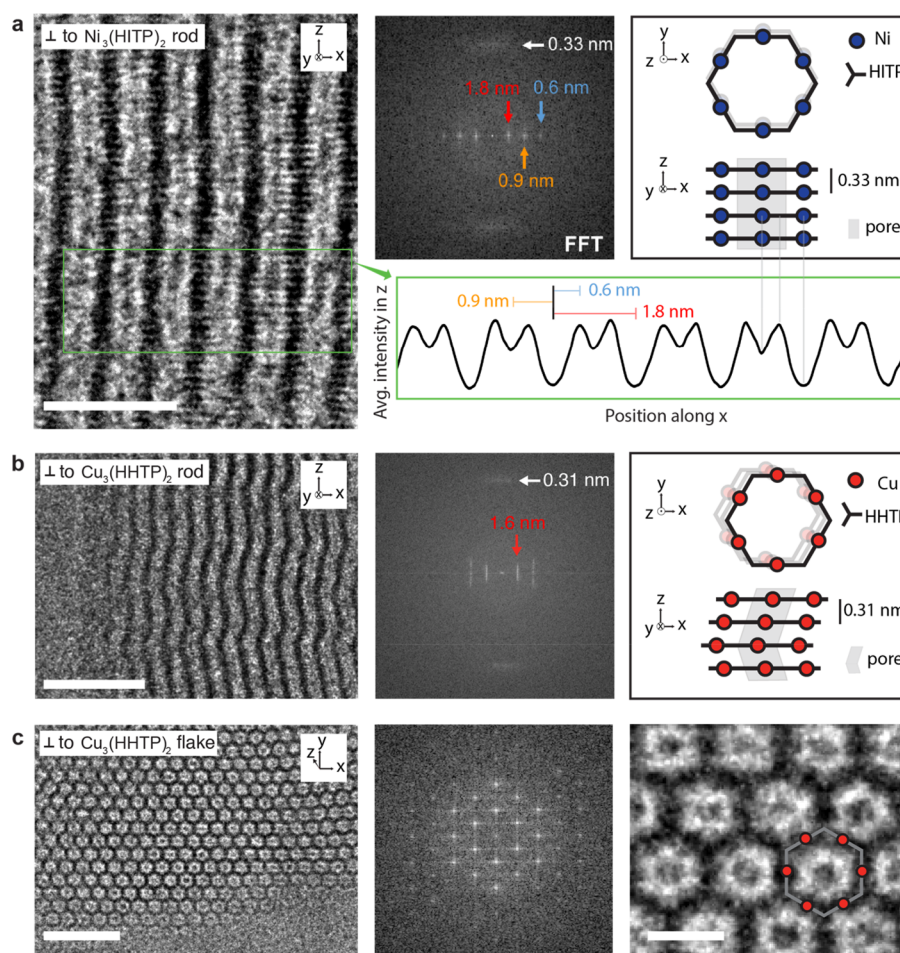 a
⊥ to Ni3(HITP)2 rod
z
y x
0.33 nm
1.8 nm 0.6 nm
0.9 nm
FFT
y
z x
Ni
HITP
z
y x
0.33 nm
pore
Avg. intensity in z
0.9 nm
0.6 nm
1.8 nm
Position along x
b
⊥ to Cu3(HHTP)2 rod
z
y x
0.31 nm
1.6 nm
y
z x
Cu
HHTP
z
y x
0.31 nm
pore
c
⊥ to Cu3(HHTP)2 flake
y
z
x